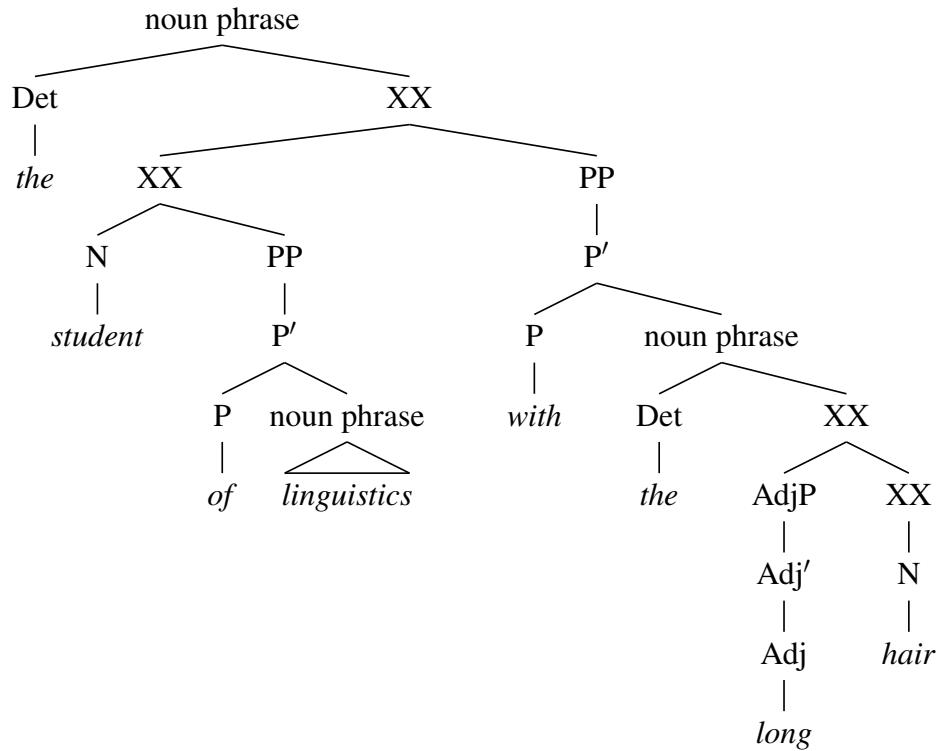 noun phrase
Det XX
the XX PP
N PP P′
student P′ P noun phrase
P noun phrase with Det XX
of linguistics the AdjP XX
Adj′ N
Adj hair
long